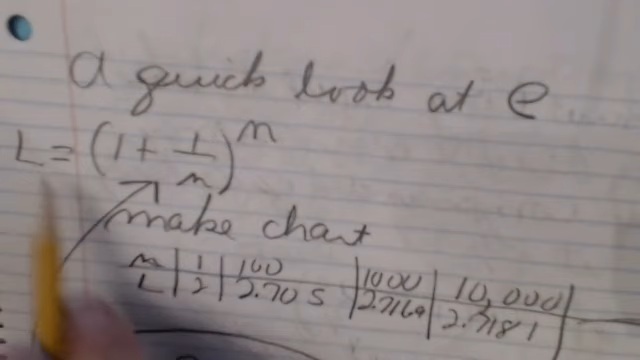 a quick look at e
L = (1 + 1/n)^n
make chart
n | 1 | 100 | 1000 | 10,000
L | 2 | 2.705 | 2.7169 | 2.7181